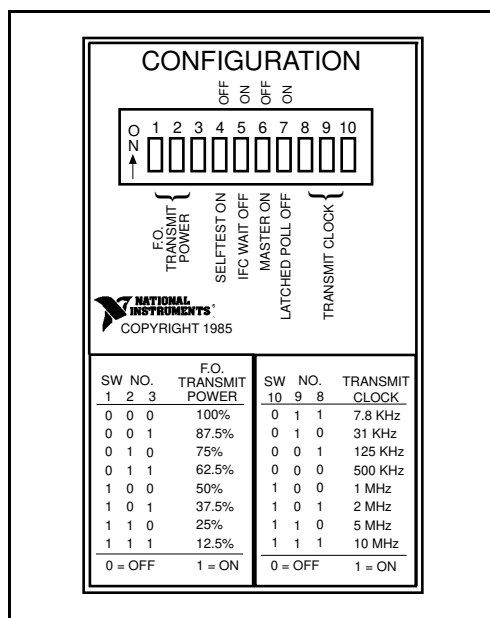 CONFIGURATION
OFF ON OFF ON
ON 1 2 3 4 5 6 7 8 9 10
F.O. TRANSMIT POWER
SELFTEST ON
IFC WAIT OFF
MASTER ON
LATCHED POLL OFF
TRANSMIT CLOCK
NATIONAL
INSTRUMENTS®
COPYRIGHT 1985
SW NO. F.O. TRANSMIT POWER
1 2 3
0 0 0 100%
0 0 1 87.5%
0 1 0 75%
0 1 1 62.5%
1 0 0 50%
1 0 1 37.5%
1 1 0 25%
1 1 1 12.5%
0 = OFF 1 = ON
SW NO. TRANSMIT CLOCK
10 9 8
0 1 1 7.8 KHz
0 1 0 31 KHz
0 0 1 125 KHz
0 0 0 500 KHz
1 0 0 1 MHz
1 0 1 2 MHz
1 1 0 5 MHz
1 1 1 10 MHz
0 = OFF 1 = ON